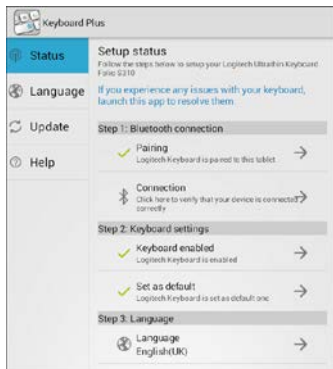 Keyboard Plus
Status
Language
Update
Help
Setup status
Follow the steps below to setup your Logitech Ultrathin Keyboard
Folio S310
If you experience any issues with your keyboard,
launch this app to resolve them
Step 1: Bluetooth connection
Pairing
Logitech Keyboard is paired to this tablet
Connection
Click here to verify that your device is connected
correctly
Step 2: Keyboard settings
Keyboard enabled
Logitech Keyboard is enabled
Set as default
Logitech Keyboard is set as default one
Step 3: Language
Language
English(UK)